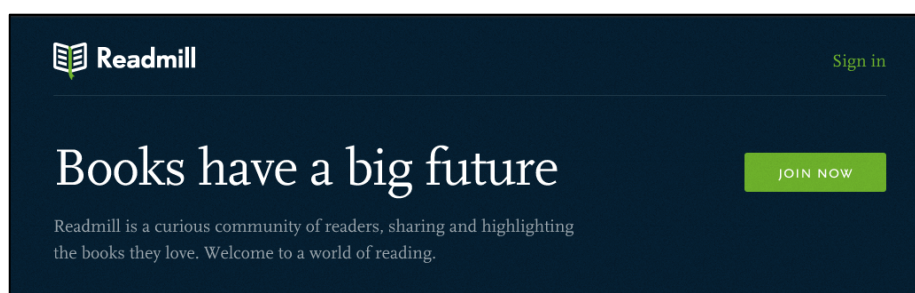 Readmill
Sign in
Books have a big future
JOIN NOW
Readmill is a curious community of readers, sharing and highlighting
the books they love. Welcome to a world of reading.